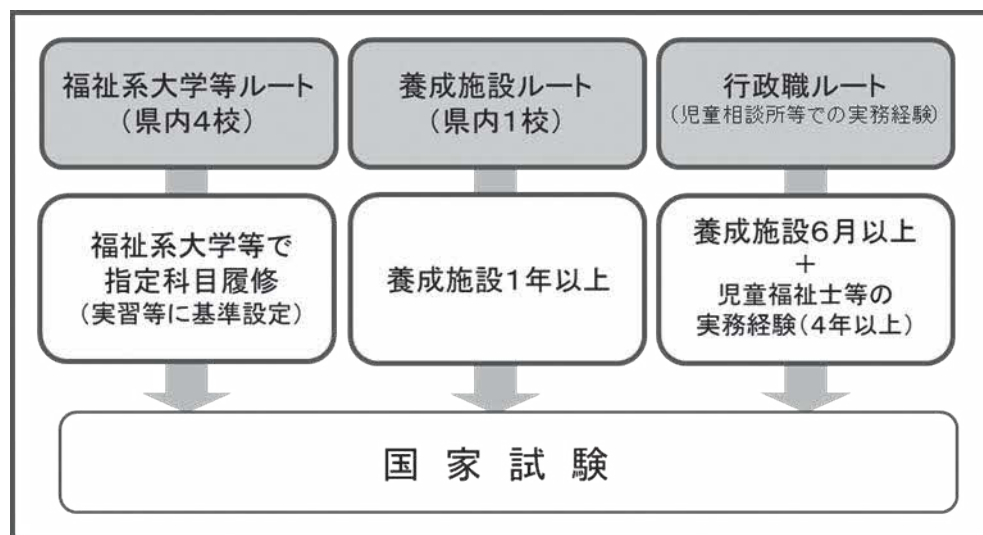 福祉系大学等ルート
（県内４校）
福祉系大学等で
指定科目履修
（実習等に基準設定）
養成施設ルート
（県内１校）
養成施設１年以上
行政職ルート
（児童相談所等での実務経験）
養成施設６月以上
＋
児童福祉士等の
実務経験（４年以上）
国家試験